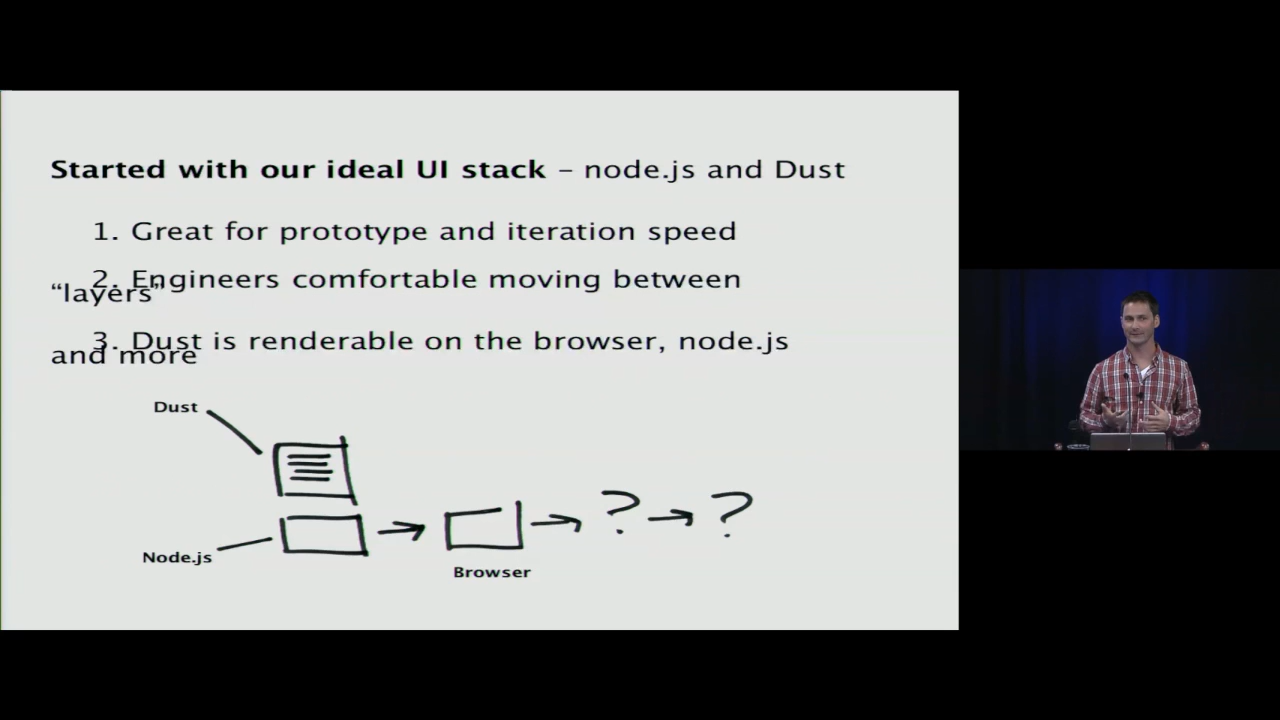 Started with our ideal UI stack – node.js and Dust
1. Great for prototype and iteration speed
2. Engineers comfortable moving between
“layers”
3. Dust is renderable on the browser, node.js
and more
Dust
? ?
Node.js
Browser